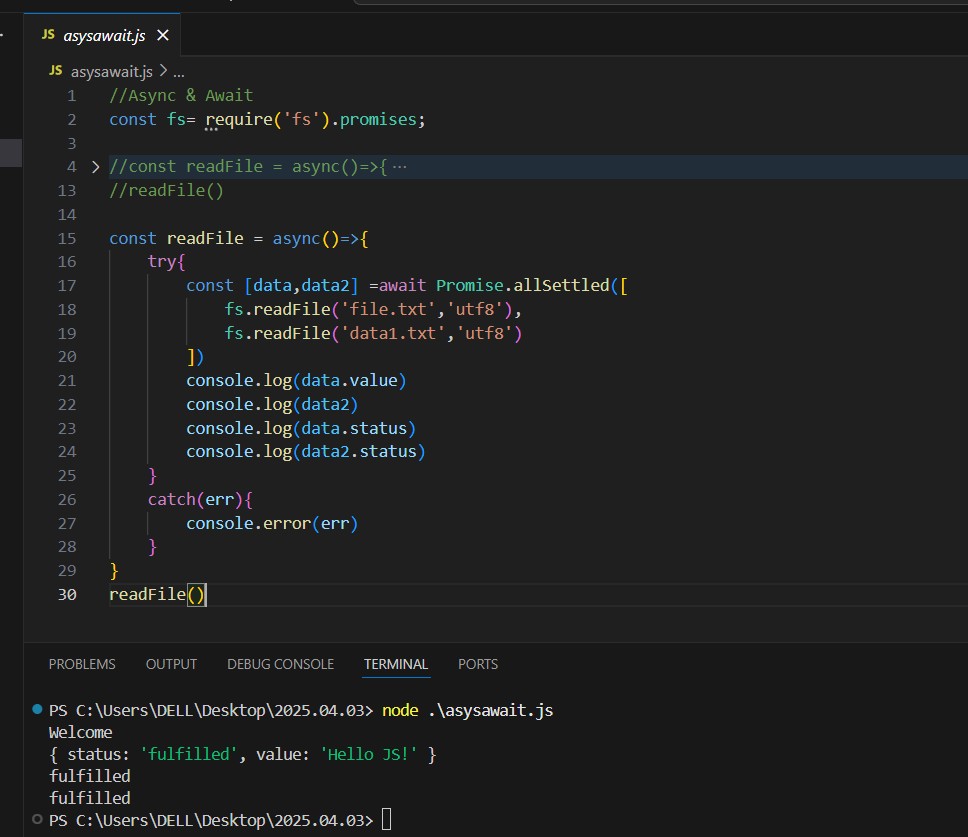 JS asysawait.js ×
JS asysawait.js > ...
1 //Async & Await
2 const fs= require('fs').promises;
3
4 > //const readFile = async()=>{ ···
13 //readFile()
14
15 const readFile = async()=>{
16     try{
17         const [data,data2] =await Promise.allSettled([
18             fs.readFile('file.txt','utf8'),
19             fs.readFile('data1.txt','utf8')
20         ])
21         console.log(data.value)
22         console.log(data2)
23         console.log(data.status)
24         console.log(data2.status)
25     }
26     catch(err){
27         console.error(err)
28     }
29 }
30 readFile()
PROBLEMS OUTPUT DEBUG CONSOLE TERMINAL PORTS
PS C:\Users\DELL\Desktop\2025.04.03> node .\asysawait.js
Welcome
{ status: 'fulfilled', value: 'Hello JS!' }
fulfilled
fulfilled
PS C:\Users\DELL\Desktop\2025.04.03>